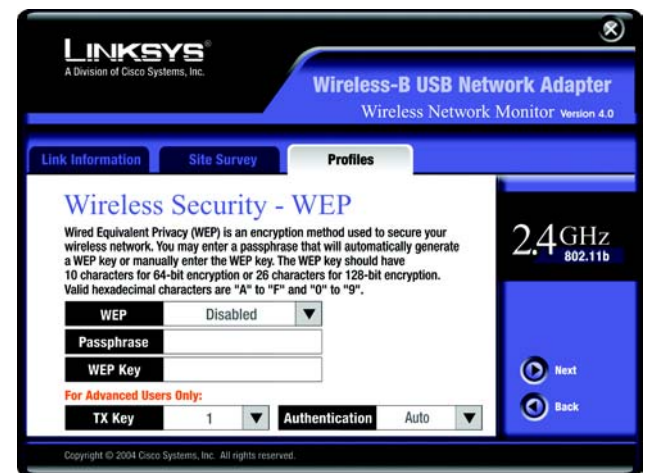 LINKSYS®
A Division of Cisco Systems, Inc.
Wireless-B USB Network Adapter
Wireless Network Monitor Version 4.0
Link Information Site Survey Profiles
Wireless Security - WEP
Wired Equivalent Privacy (WEP) is an encryption method used to secure your
wireless network. You may enter a passphrase that will automatically generate
a WEP key or manually enter the WEP key. The WEP key should have
10 characters for 64-bit encryption or 26 characters for 128-bit encryption.
Valid hexadecimal characters are "A" to "F" and "0" to "9".
2.4GHz
802.11b
WEP Disabled
Passphrase
WEP Key
For Advanced Users Only:
TX Key 1 Authentication Auto
Next
Back
Copyright © 2004 Cisco Systems, Inc. All rights reserved.